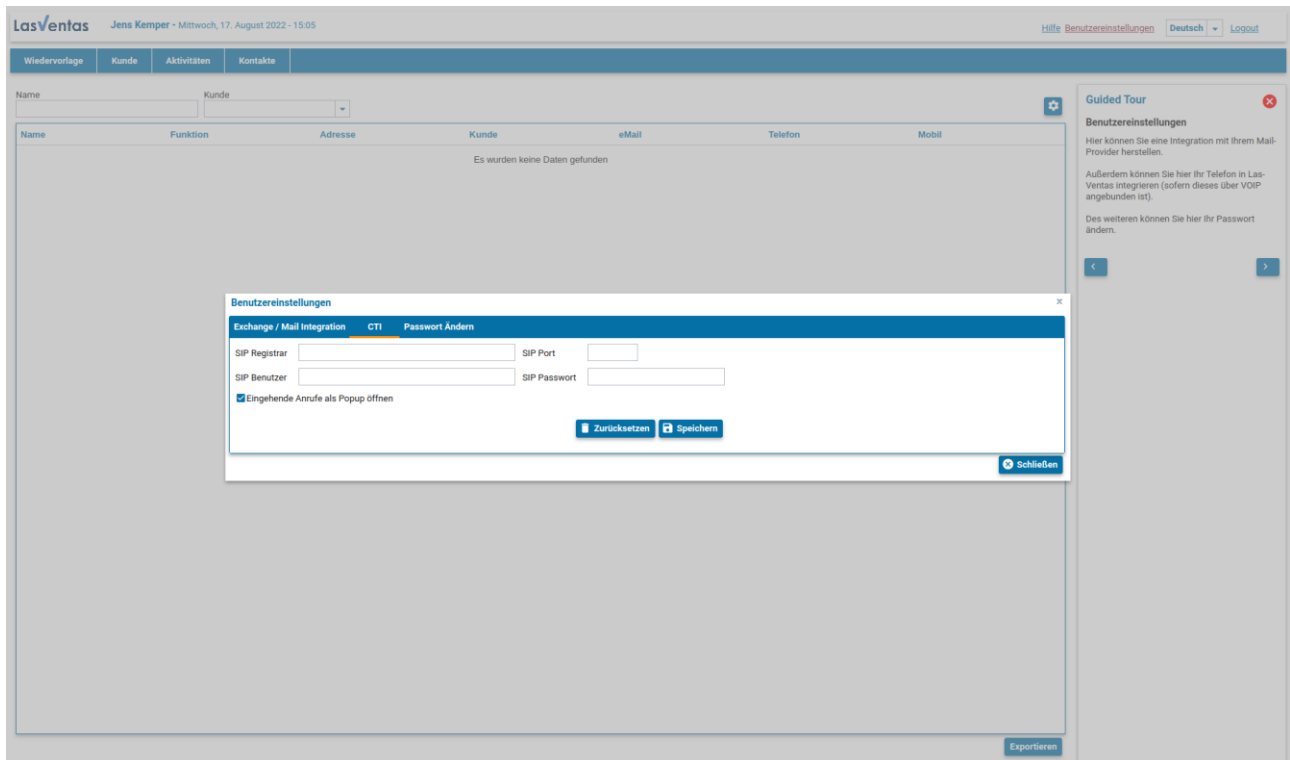 LasVentas
Jens Kemper - Mittwoch, 17. August 2022 - 15:05
Hilfe Benutzereinstellungen Deutsch Logout
Wiedervorlage Kunde Aktivitäten Kontakte
Name Kunde
Name Funktion Adresse Kunde eMail Telefon Mobil
Es wurden keine Daten gefunden
Guided Tour
Benutzereinstellungen
Hier können Sie eine Integration mit ihrem Mail-
Provider herstellen.
Außerdem können Sie hier Ihr Telefon in Las-
Ventas integrieren (sofern dieses über VOIP
angebunden ist).
Des weiteren können Sie hier Ihr Passwort
ändern.
Benutzereinstellungen
Exchange / Mail Integration CTI Passwort Ändern
SIP Registrar SIP Port
SIP Benutzer SIP Passwort
Eingehende Anrufe als Popup öffnen
Zurücksetzen Speichern
Schließen
Exportieren